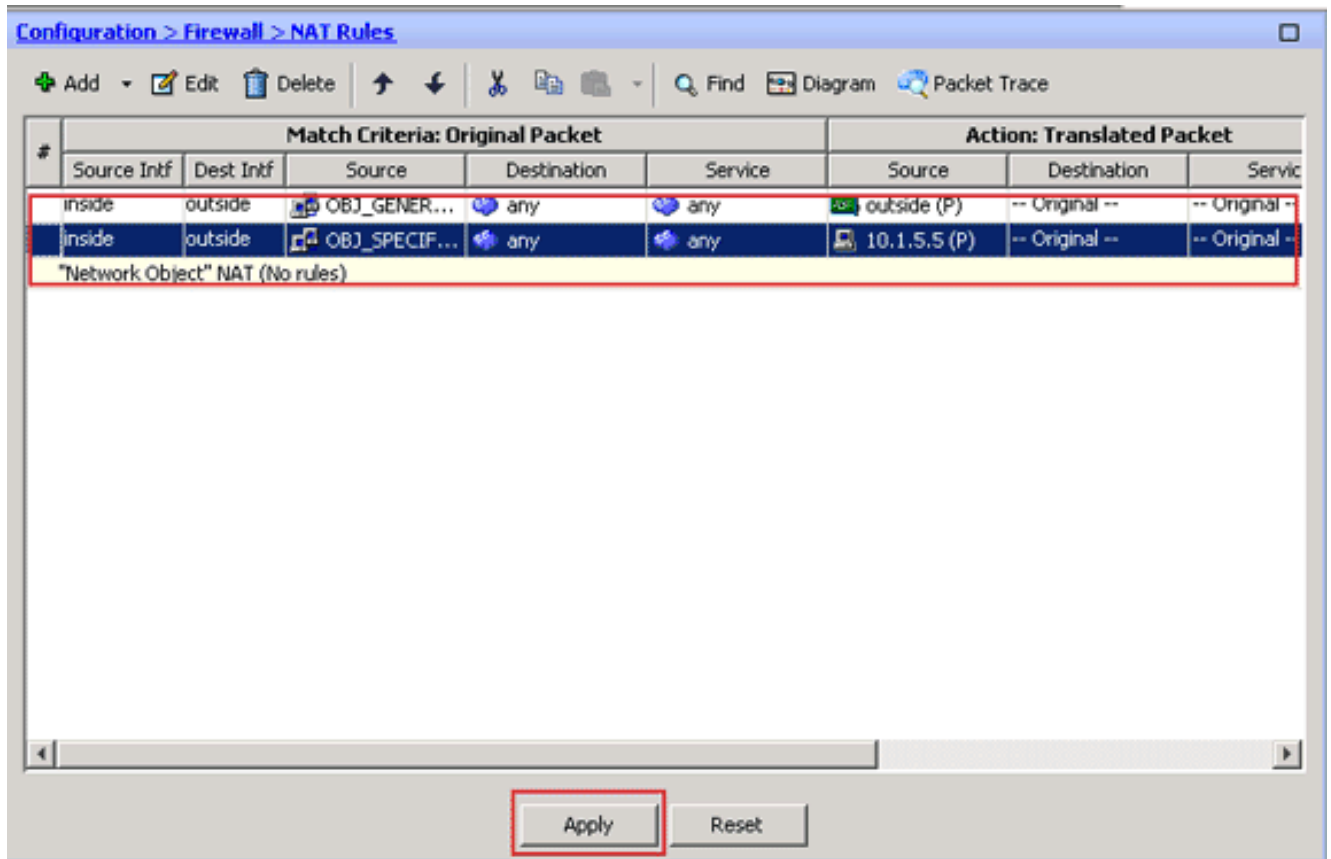 Configuration > Firewall > NAT Rules
Add Edit Delete Find Diagram Packet Trace
# Match Criteria: Original Packet Action: Translated Packet
Source Intf Dest Intf Source Destination Service Source Destination Servic
inside outside OBJ_GENER... any any outside (P) -- Original -- -- Original --
inside outside OBJ_SPECIF... any any 10.1.5.5 (P) -- Original -- -- Original --
"Network Object" NAT (No rules)
Apply Reset